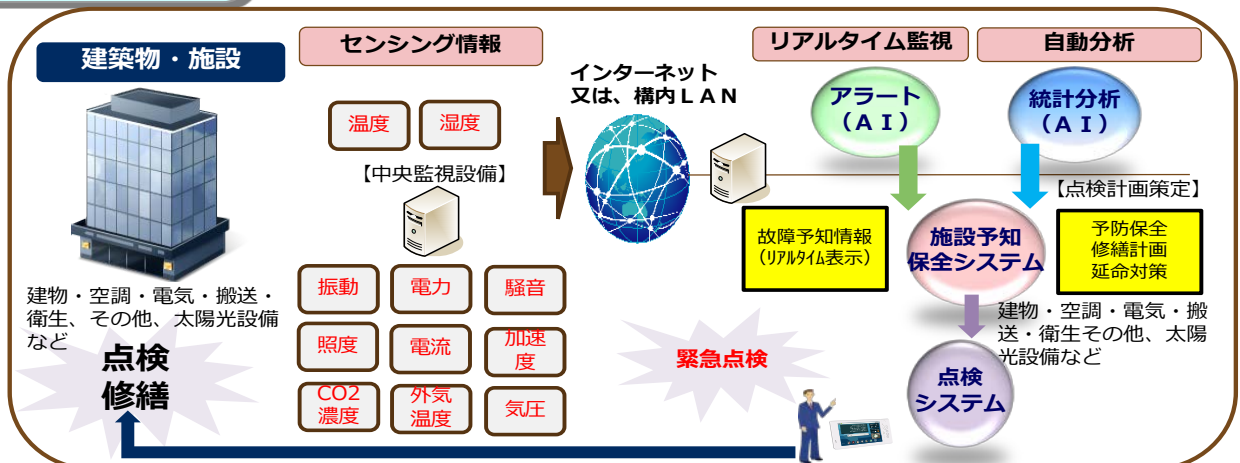 建築物・施設
建物・空調・電気・搬送・
衛生、その他、太陽光設備
など
点検
修繕
センシング情報
温度
湿度
【中央監視設備】
振動
電力
騒音
照度
電流
加速
度
CO2
濃度
外気
温度
気圧
インターネット
又は、構内ＬＡＮ
リアルタイム監視
自動分析
アラート
（ＡＩ）
統計分析
（ＡＩ）
【点検計画策定】
故障予知情報
（ﾘｱﾙﾀｲﾑ表示）
施設予知
保全システム
予防保全
修繕計画
延命対策
建物・空調・電気・搬
送・衛生その他、太陽
光設備など
緊急点検
点検
システム